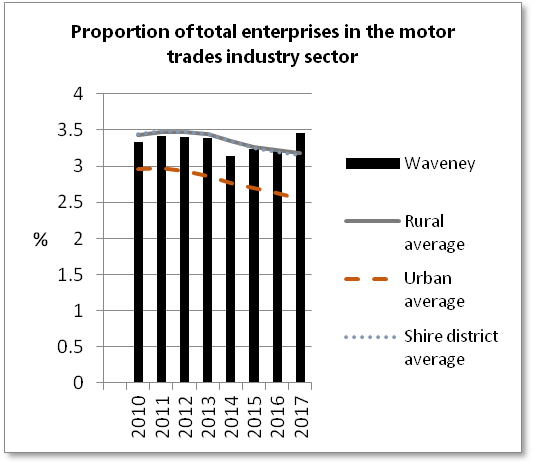 Proportion of total enterprises in the motor
trades industry sector
4
3.5
3
2.5
2
1.5
1
0.5
0
%
2010
2011
2012
2013
2014
2015
2016
2017
Waveney
Rural
average
Urban
average
Shire district
average